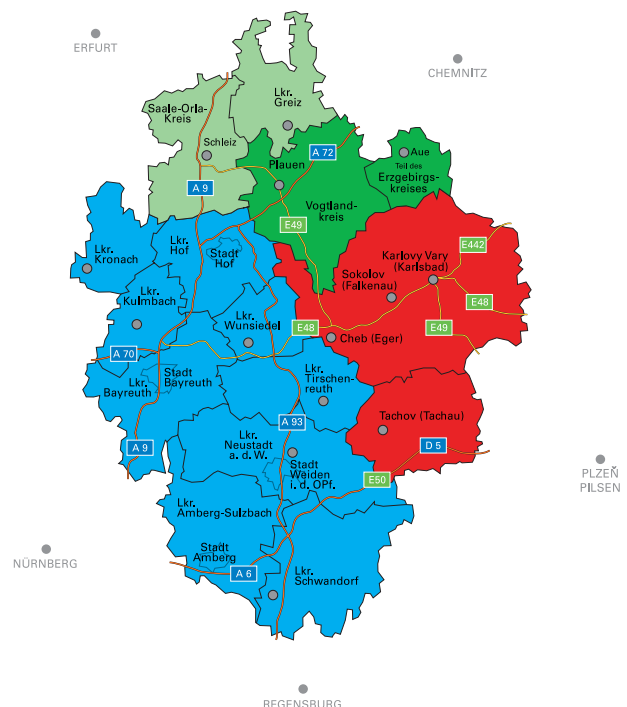 ERFURT
CHEMNITZ
Lkr.
Greiz
Saale-Orla-
Kreis
Schleiz
A 72
Aue
Teil des
Erzgebirgs-
kreises
Plauen
A 9
Vogtland-
kreis
E49
Lkr.
Hof
Stadt
Hof
Lkr.
Kronach
E442
Karlovy Vary
(Karlsbad)
Sokolov
(Falkenau)
Lkr.
Kulmbach
E48
Lkr.
Wunsiedel
E48
E49
Cheb (Eger)
A 70
Stadt
Bayreuth
Lkr.
Bayreuth
Lkr.
Tirschen-
reuth
Tachov (Tachau)
A 93
A 9
Lkr.
Neustadt
a. d. W.
D 5
Stadt
Weiden
i. d. OPf.
E50
PLZEŇ
PILSEN
Lkr.
Amberg-Sulzbach
NÜRNBERG
Stadt
Amberg
A 6
Lkr.
Schwandorf
REGENSBURG